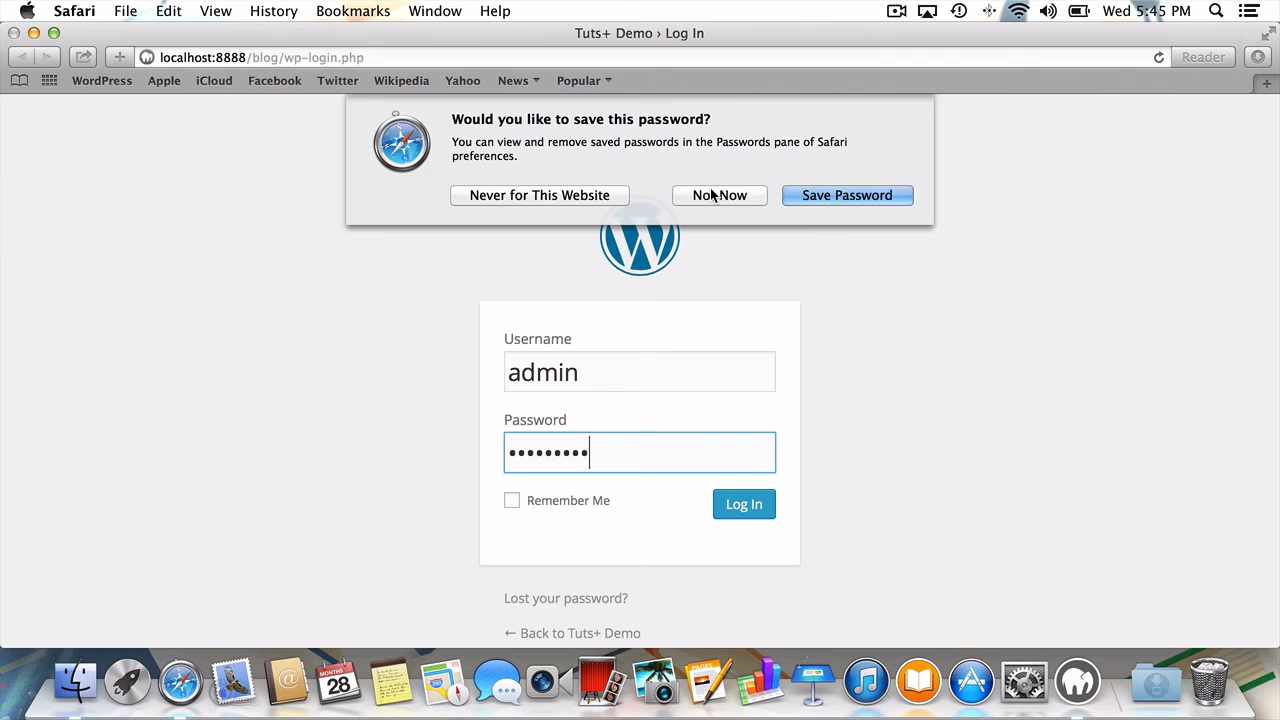 Safari File Edit View History Bookmarks Window Help Wed 5:45 PM
Tuts+ Demo › Log In
localhost:8888/blog/wp-login.php Reader
WordPress Apple iCloud Facebook Twitter Wikipedia Yahoo News Popular
Would you like to save this password?
You can view and remove saved passwords in the Passwords pane of Safari
preferences.
Never for This Website Not Now Save Password
Username
admin
Password
•••••••••
Remember Me Log In
Lost your password?
← Back to Tuts+ Demo
MONTHS
28
PAGES